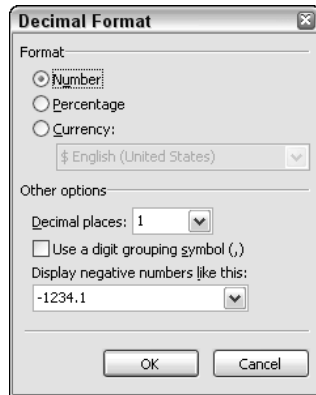 Decimal Format
Format
Number
Percentage
Currency:
$ English (United States)
Other options
Decimal places: 1
Use a digit grouping symbol (,)
Display negative numbers like this:
-1234.1
OK Cancel